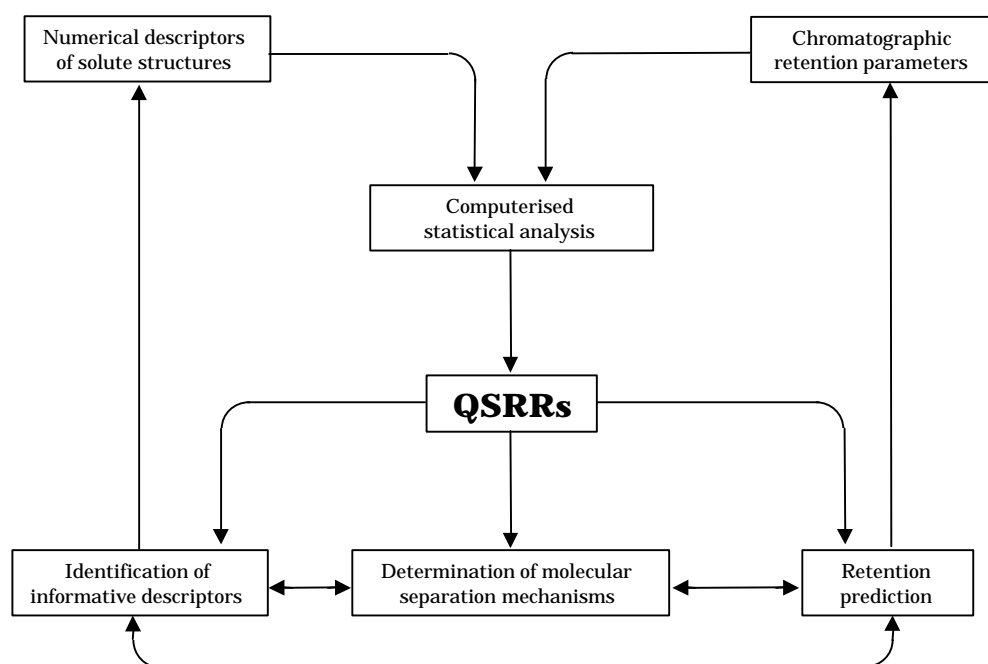 Numerical descriptors
of solute structures
Chromatographic
retention parameters
Computerised
statistical analysis
QSRRs
Identification of
informative descriptors
Determination of molecular
separation mechanisms
Retention
prediction